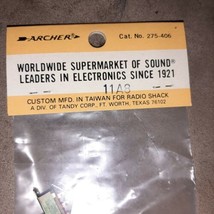 ARCHER® Cat. No. 275-406
WORLDWIDE SUPERMARKET OF SOUND®
LEADERS IN ELECTRONICS SINCE 1921
11A8
CUSTOM MFD. IN TAIWAN FOR RADIO SHACK
A DIV. OF TANDY CORP. FT. WORTH, TEXAS 76102